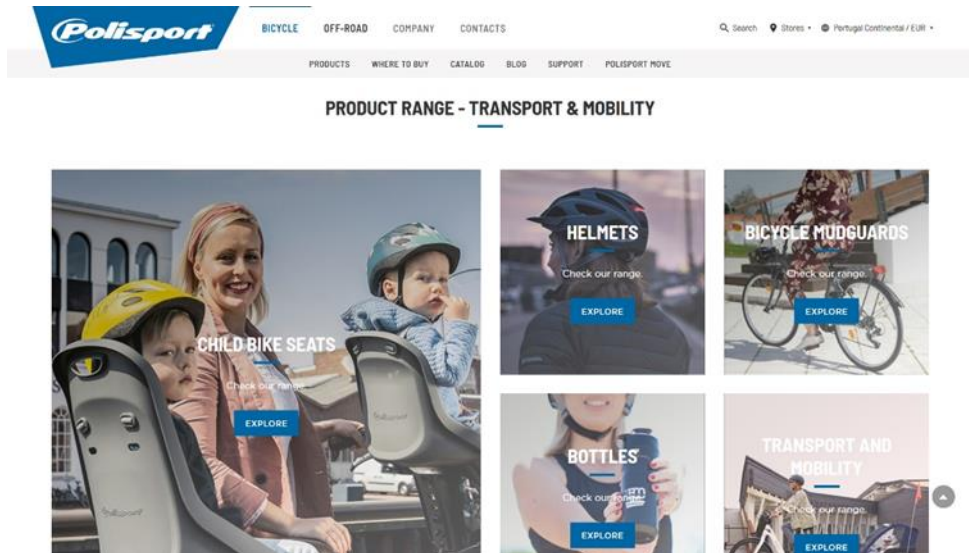 Polisport
BICYCLE OFF-ROAD COMPANY CONTACTS
Search Stores Portugal Continental / EUR
PRODUCTS WHERE TO BUY CATALOG BLOG SUPPORT POLISPORT MOVE
PRODUCT RANGE - TRANSPORT & MOBILITY
CHILD BIKE SEATS
Check our range.
EXPLORE
Polisport
Polisport
HELMETS
Check our range.
EXPLORE
BICYCLE MUDGUARDS
Check our range.
EXPLORE
BOTTLES
Check our range.
EXPLORE
TRANSPORT AND
MOBILITY
Check our range.
EXPLORE